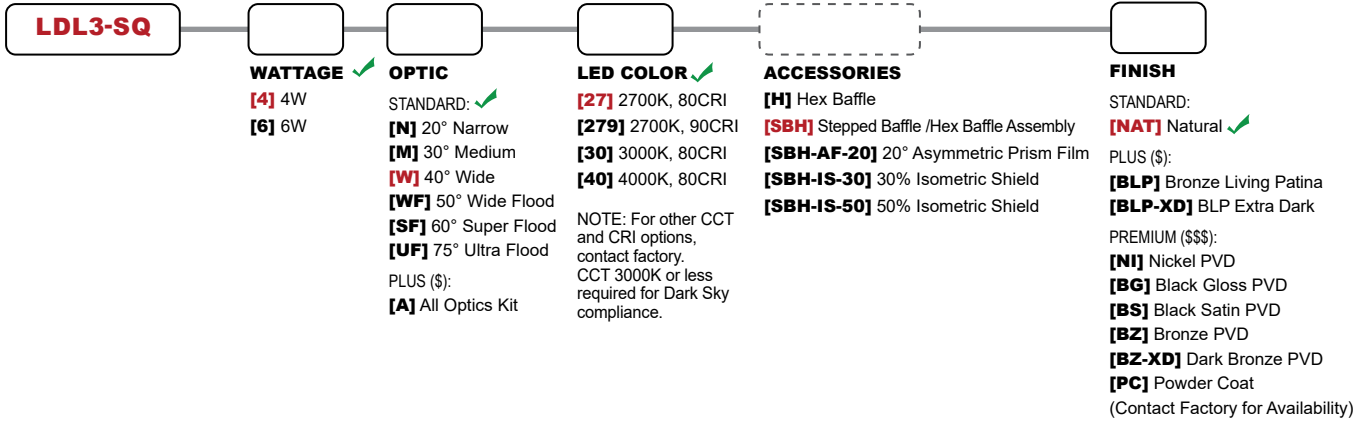 LDL3-SQ
WATTAGE
[4] 4W
[6] 6W
OPTIC
STANDARD:
[N] 20° Narrow
[M] 30° Medium
[W] 40° Wide
[WF] 50° Wide Flood
[SF] 60° Super Flood
[UF] 75° Ultra Flood
PLUS ($):
[A] All Optics Kit
LED COLOR
[27] 2700K, 80CRI
[279] 2700K, 90CRI
[30] 3000K, 80CRI
[40] 4000K, 80CRI
NOTE: For other CCT
and CRI options,
contact factory.
CCT 3000K or less
required for Dark Sky
compliance.
ACCESSORIES
[H] Hex Baffle
[SBH] Stepped Baffle /Hex Baffle Assembly
[SBH-AF-20] 20° Asymmetric Prism Film
[SBH-IS-30] 30% Isometric Shield
[SBH-IS-50] 50% Isometric Shield
FINISH
STANDARD:
[NAT] Natural
PLUS ($):
[BLP] Bronze Living Patina
[BLP-XD] BLP Extra Dark
PREMIUM ($$$):
[NI] Nickel PVD
[BG] Black Gloss PVD
[BS] Black Satin PVD
[BZ] Bronze PVD
[BZ-XD] Dark Bronze PVD
[PC] Powder Coat
(Contact Factory for Availability)